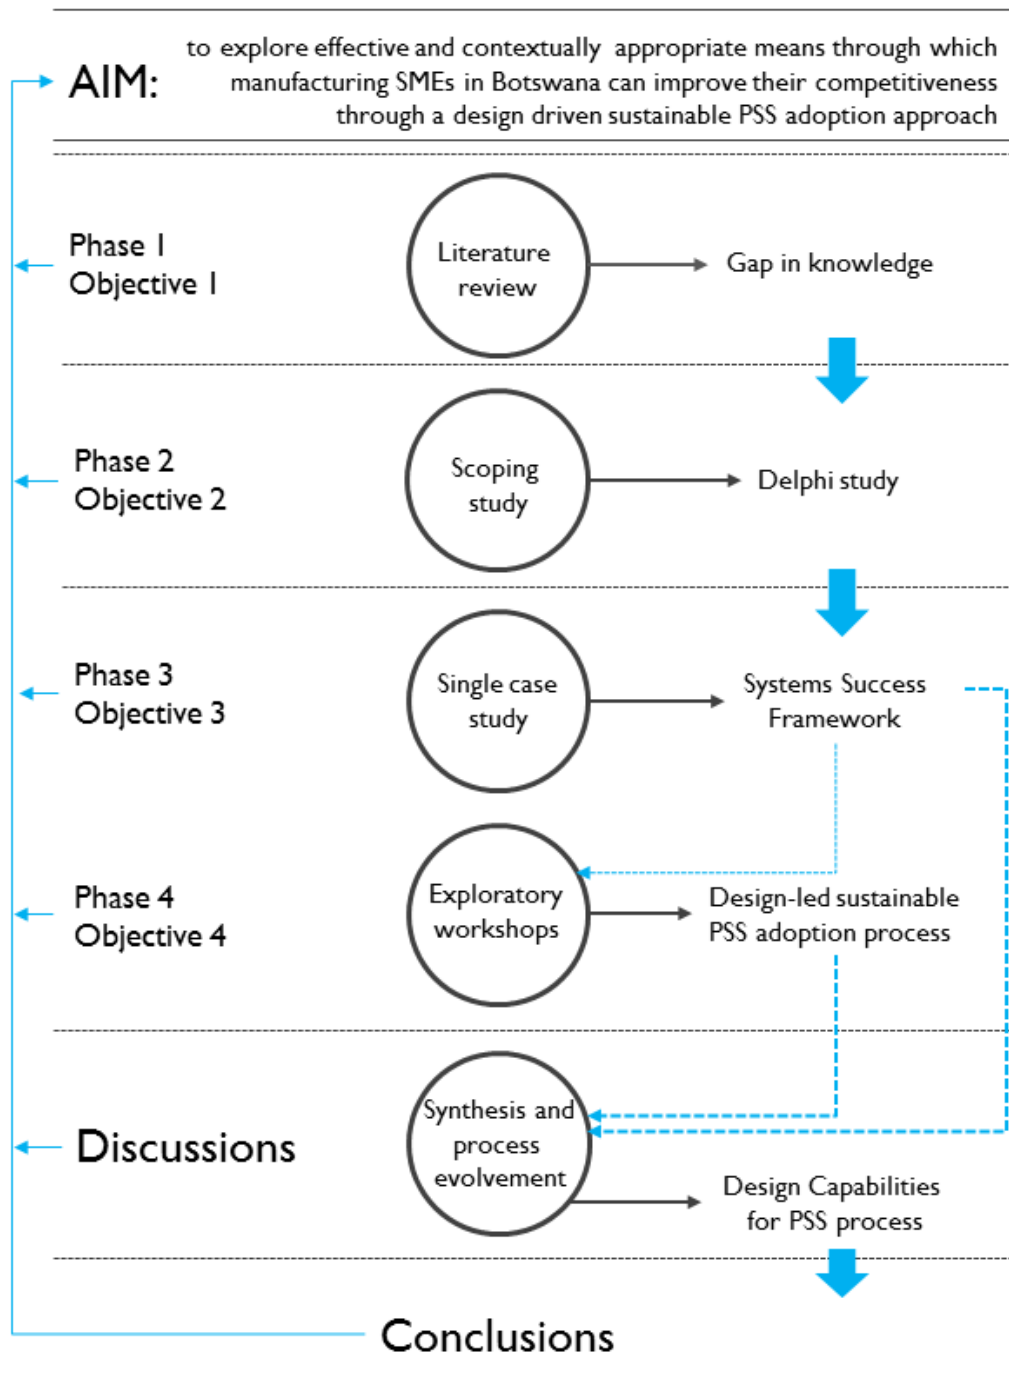 to explore effective and contextually appropriate means through which
AIM:
manufacturing SMEs in Botswana can improve their competitiveness
through a design driven sustainable PSS adoption approach
Phase 1
Objective 1
Literature
review
Gap in knowledge
Phase 2
Objective 2
Scoping
study
Delphi study
Phase 3
Objective 3
Single case
study
Systems Success
Framework
Phase 4
Objective 4
Exploratory
workshops
Design-led sustainable
PSS adoption process
Discussions
Synthesis and
process
evolvement
Design Capabilities
for PSS process
Conclusions